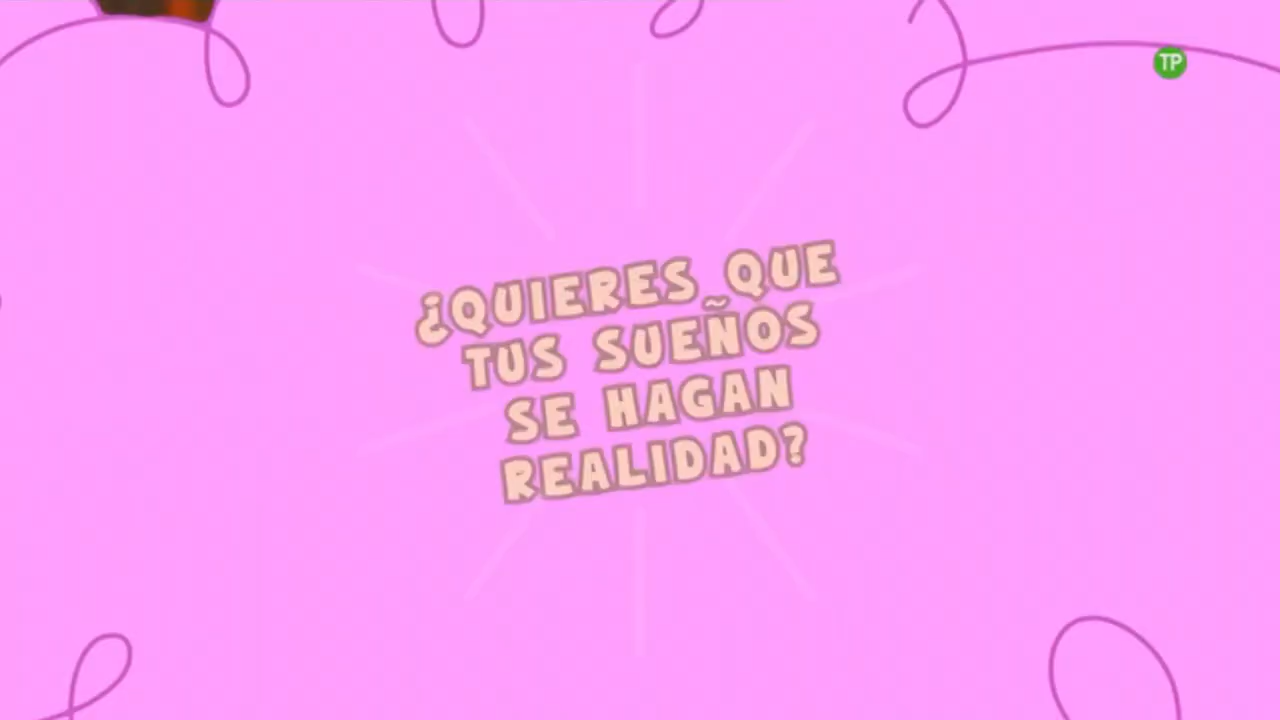 TP
¿QUIERES QUE
TUS SUEÑOS
SE HAGAN
REALIDAD?